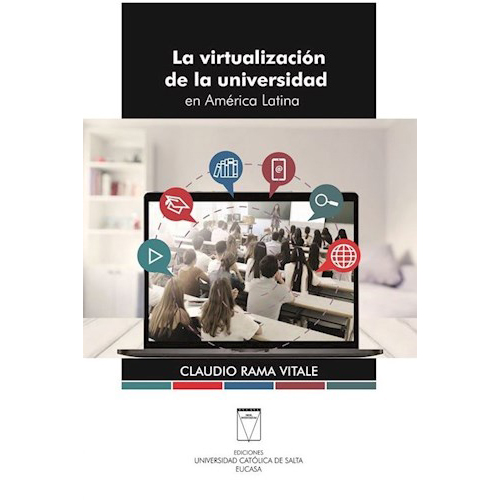 La virtualización
de la universidad
en América Latina
CLAUDIO RAMA VITALE
EDICIONES
UNIVERSIDAD CATÓLICA DE SALTA
EUCASA